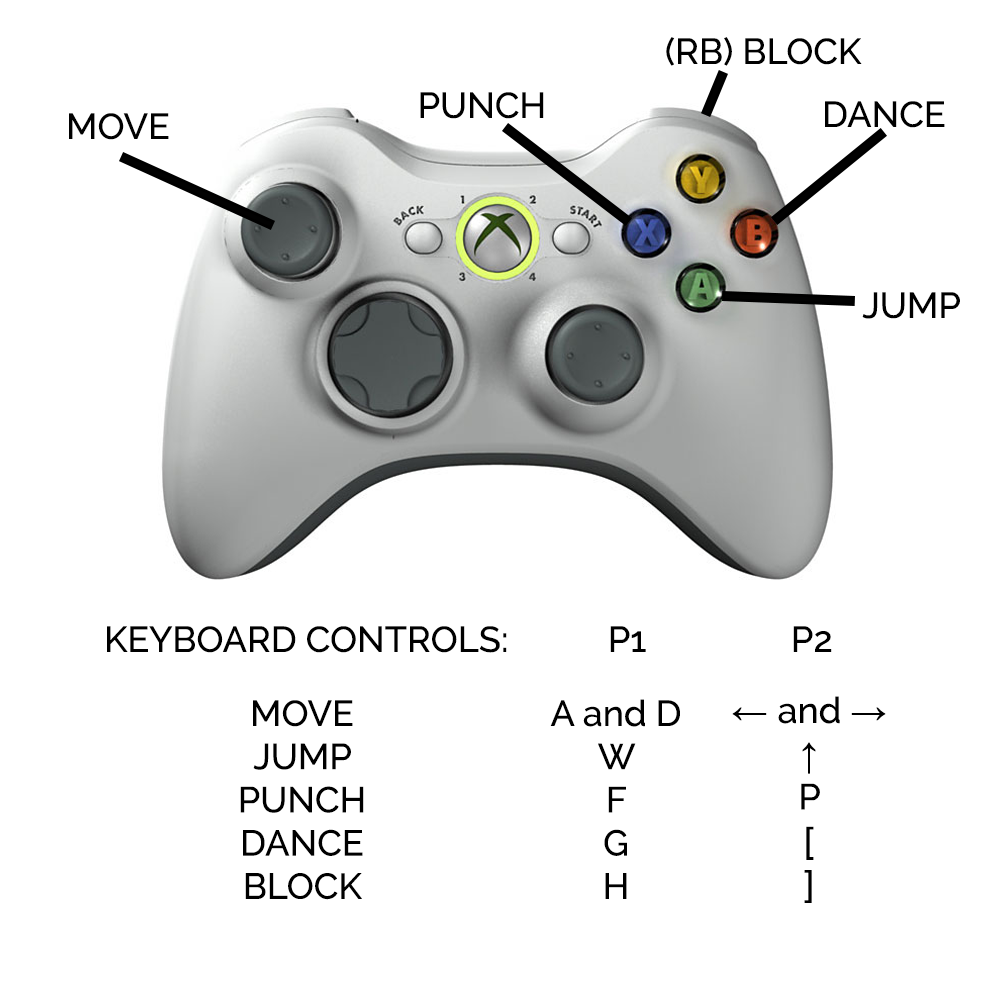 (RB) BLOCK
PUNCH
DANCE
MOVE
Y
1 2
BACK START
X B
3 4
A
JUMP
KEYBOARD CONTROLS: P1 P2
MOVE A and D ← and →
JUMP W ↑
PUNCH F P
DANCE G [
BLOCK H ]